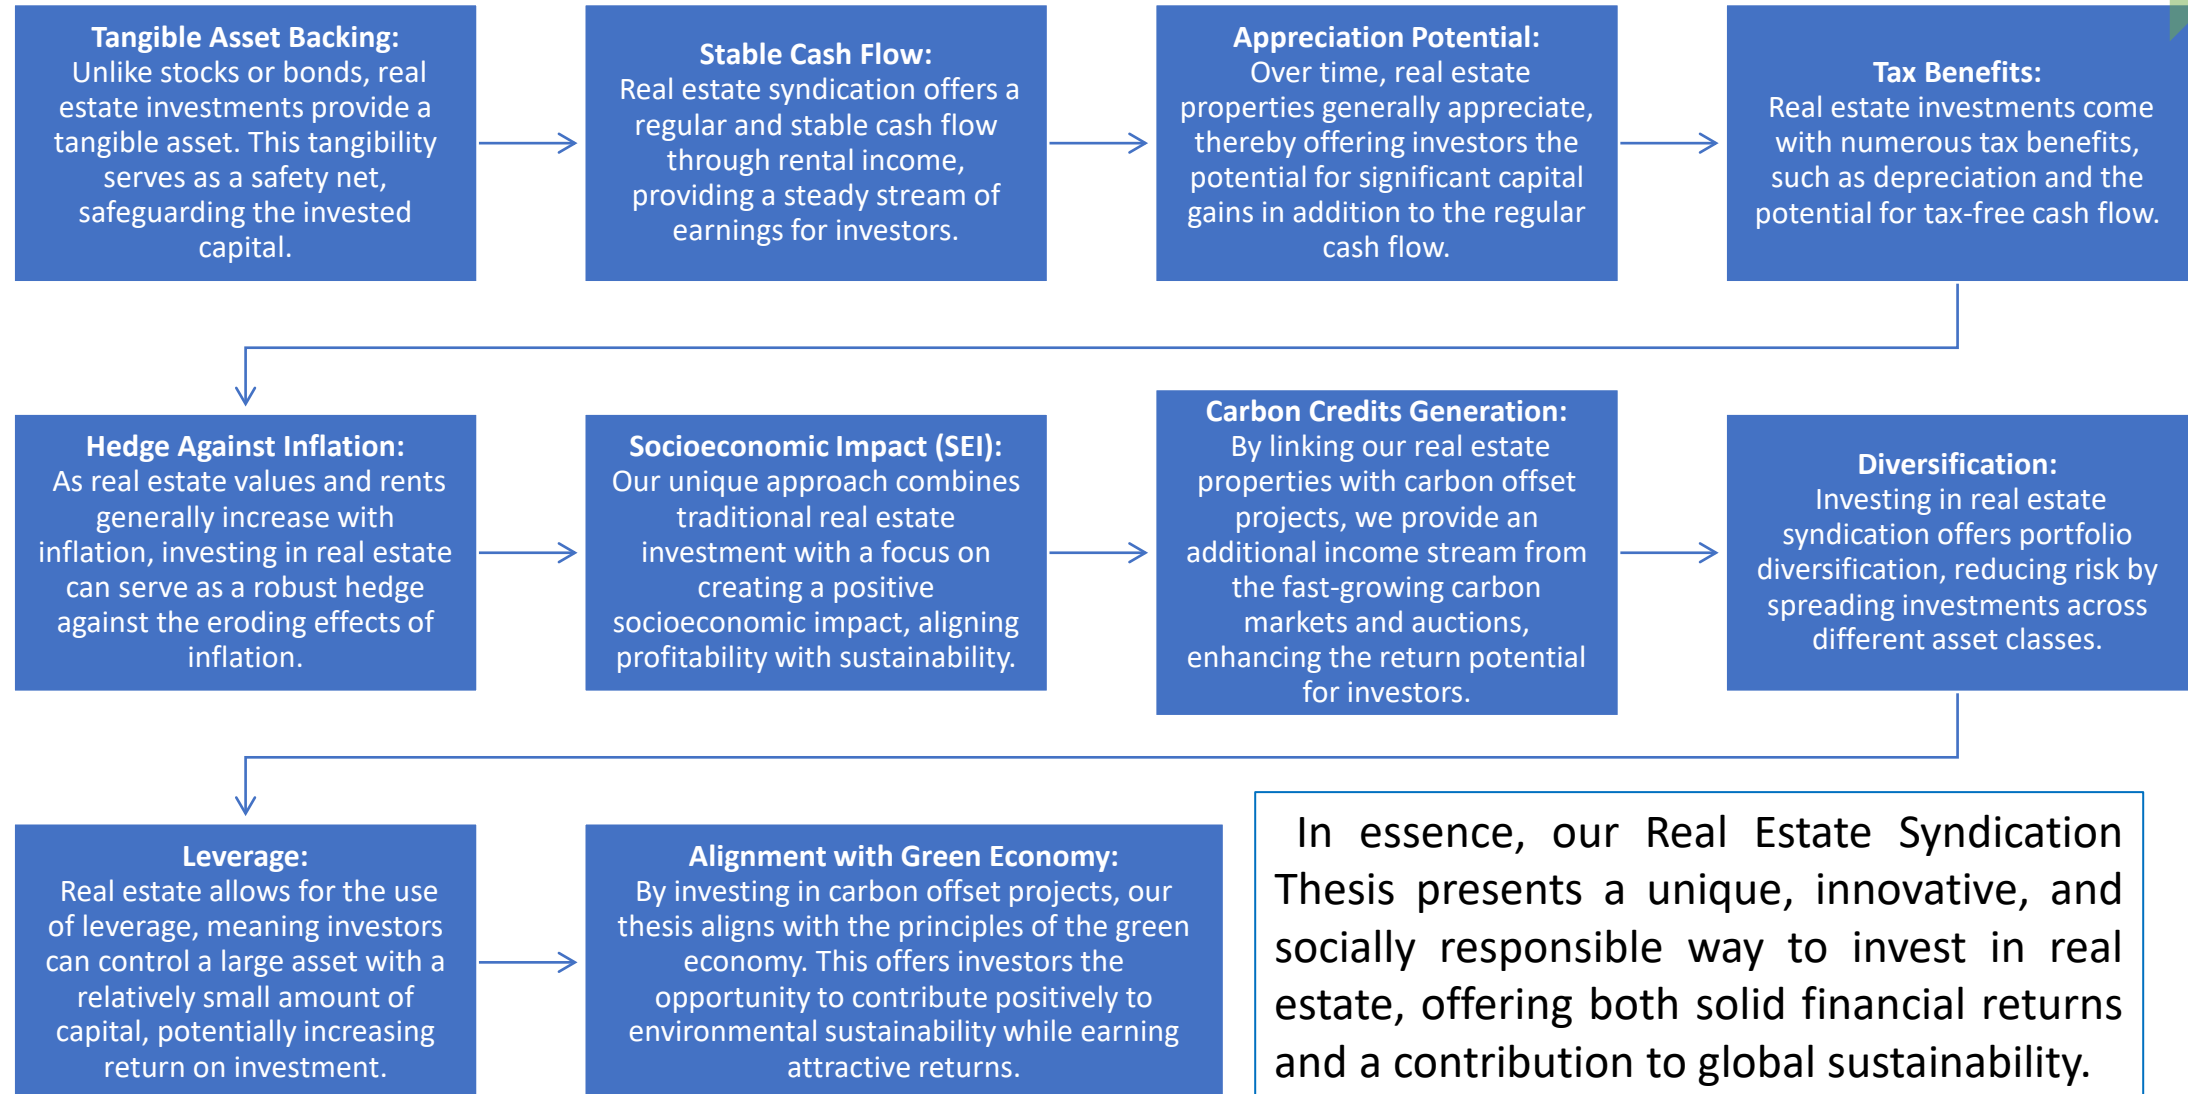 Tangible Asset Backing:
Unlike stocks or bonds, real
estate investments provide a
tangible asset. This tangibility
serves as a safety net,
safeguarding the invested
capital.
Stable Cash Flow:
Real estate syndication offers a
regular and stable cash flow
through rental income,
providing a steady stream of
earnings for investors.
Appreciation Potential:
Over time, real estate
properties generally appreciate,
thereby offering investors the
potential for significant capital
gains in addition to the regular
cash flow.
Tax Benefits:
Real estate investments come
with numerous tax benefits,
such as depreciation and the
potential for tax-free cash flow.
Hedge Against Inflation:
As real estate values and rents
generally increase with
inflation, investing in real estate
can serve as a robust hedge
against the eroding effects of
inflation.
Socioeconomic Impact (SEI):
Our unique approach combines
traditional real estate
investment with a focus on
creating a positive
socioeconomic impact, aligning
profitability with sustainability.
Carbon Credits Generation:
By linking our real estate
properties with carbon offset
projects, we provide an
additional income stream from
the fast-growing carbon
markets and auctions,
enhancing the return potential
for investors.
Diversification:
Investing in real estate
syndication offers portfolio
diversification, reducing risk by
spreading investments across
different asset classes.
Leverage:
Real estate allows for the use
of leverage, meaning investors
can control a large asset with a
relatively small amount of
capital, potentially increasing
return on investment.
Alignment with Green Economy:
By investing in carbon offset projects, our
thesis aligns with the principles of the green
economy. This offers investors the
opportunity to contribute positively to
environmental sustainability while earning
attractive returns.
In essence, our Real Estate Syndication
Thesis presents a unique, innovative, and
socially responsible way to invest in real
estate, offering both solid financial returns
and a contribution to global sustainability.